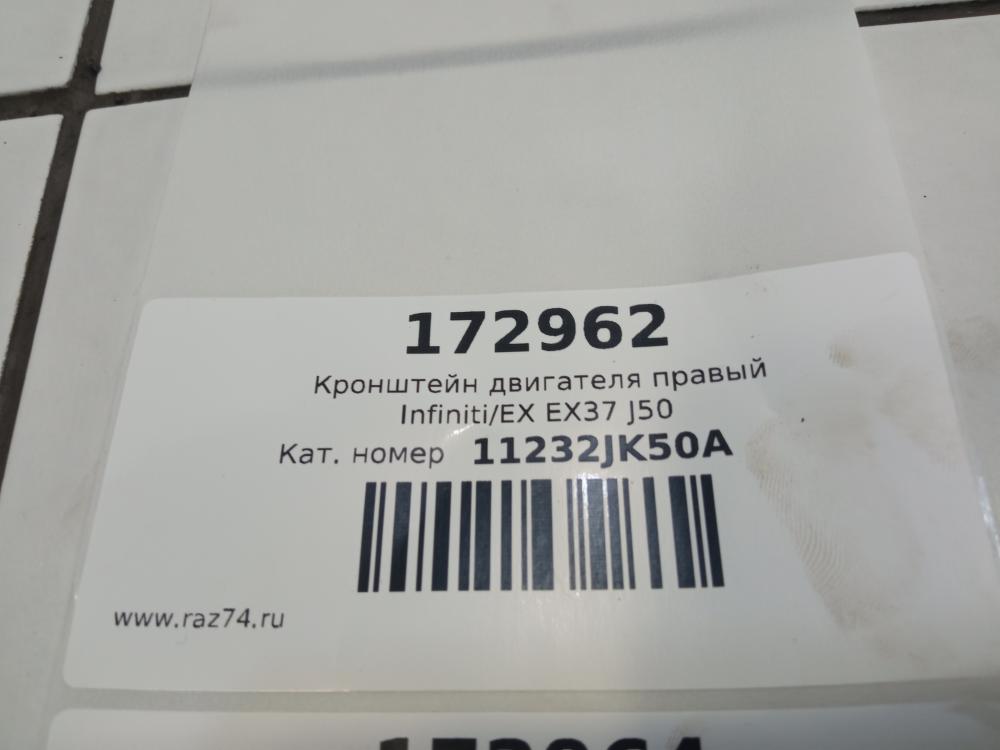 172962
Кронштейн двигателя правый
Infiniti/EX EX37 J50
Кат. номер 11232JK50A
www.raz74.ru